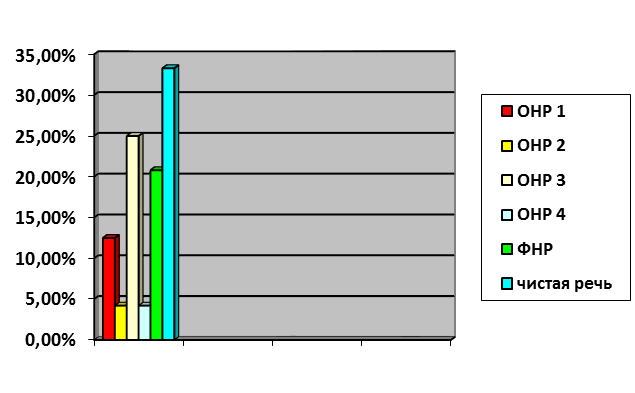 35,00%
30,00%
25,00%
20,00%
15,00%
10,00%
5,00%
0,00%
ОНР 1
ОНР 2
ОНР 3
ОНР 4
ФНР
чистая речь